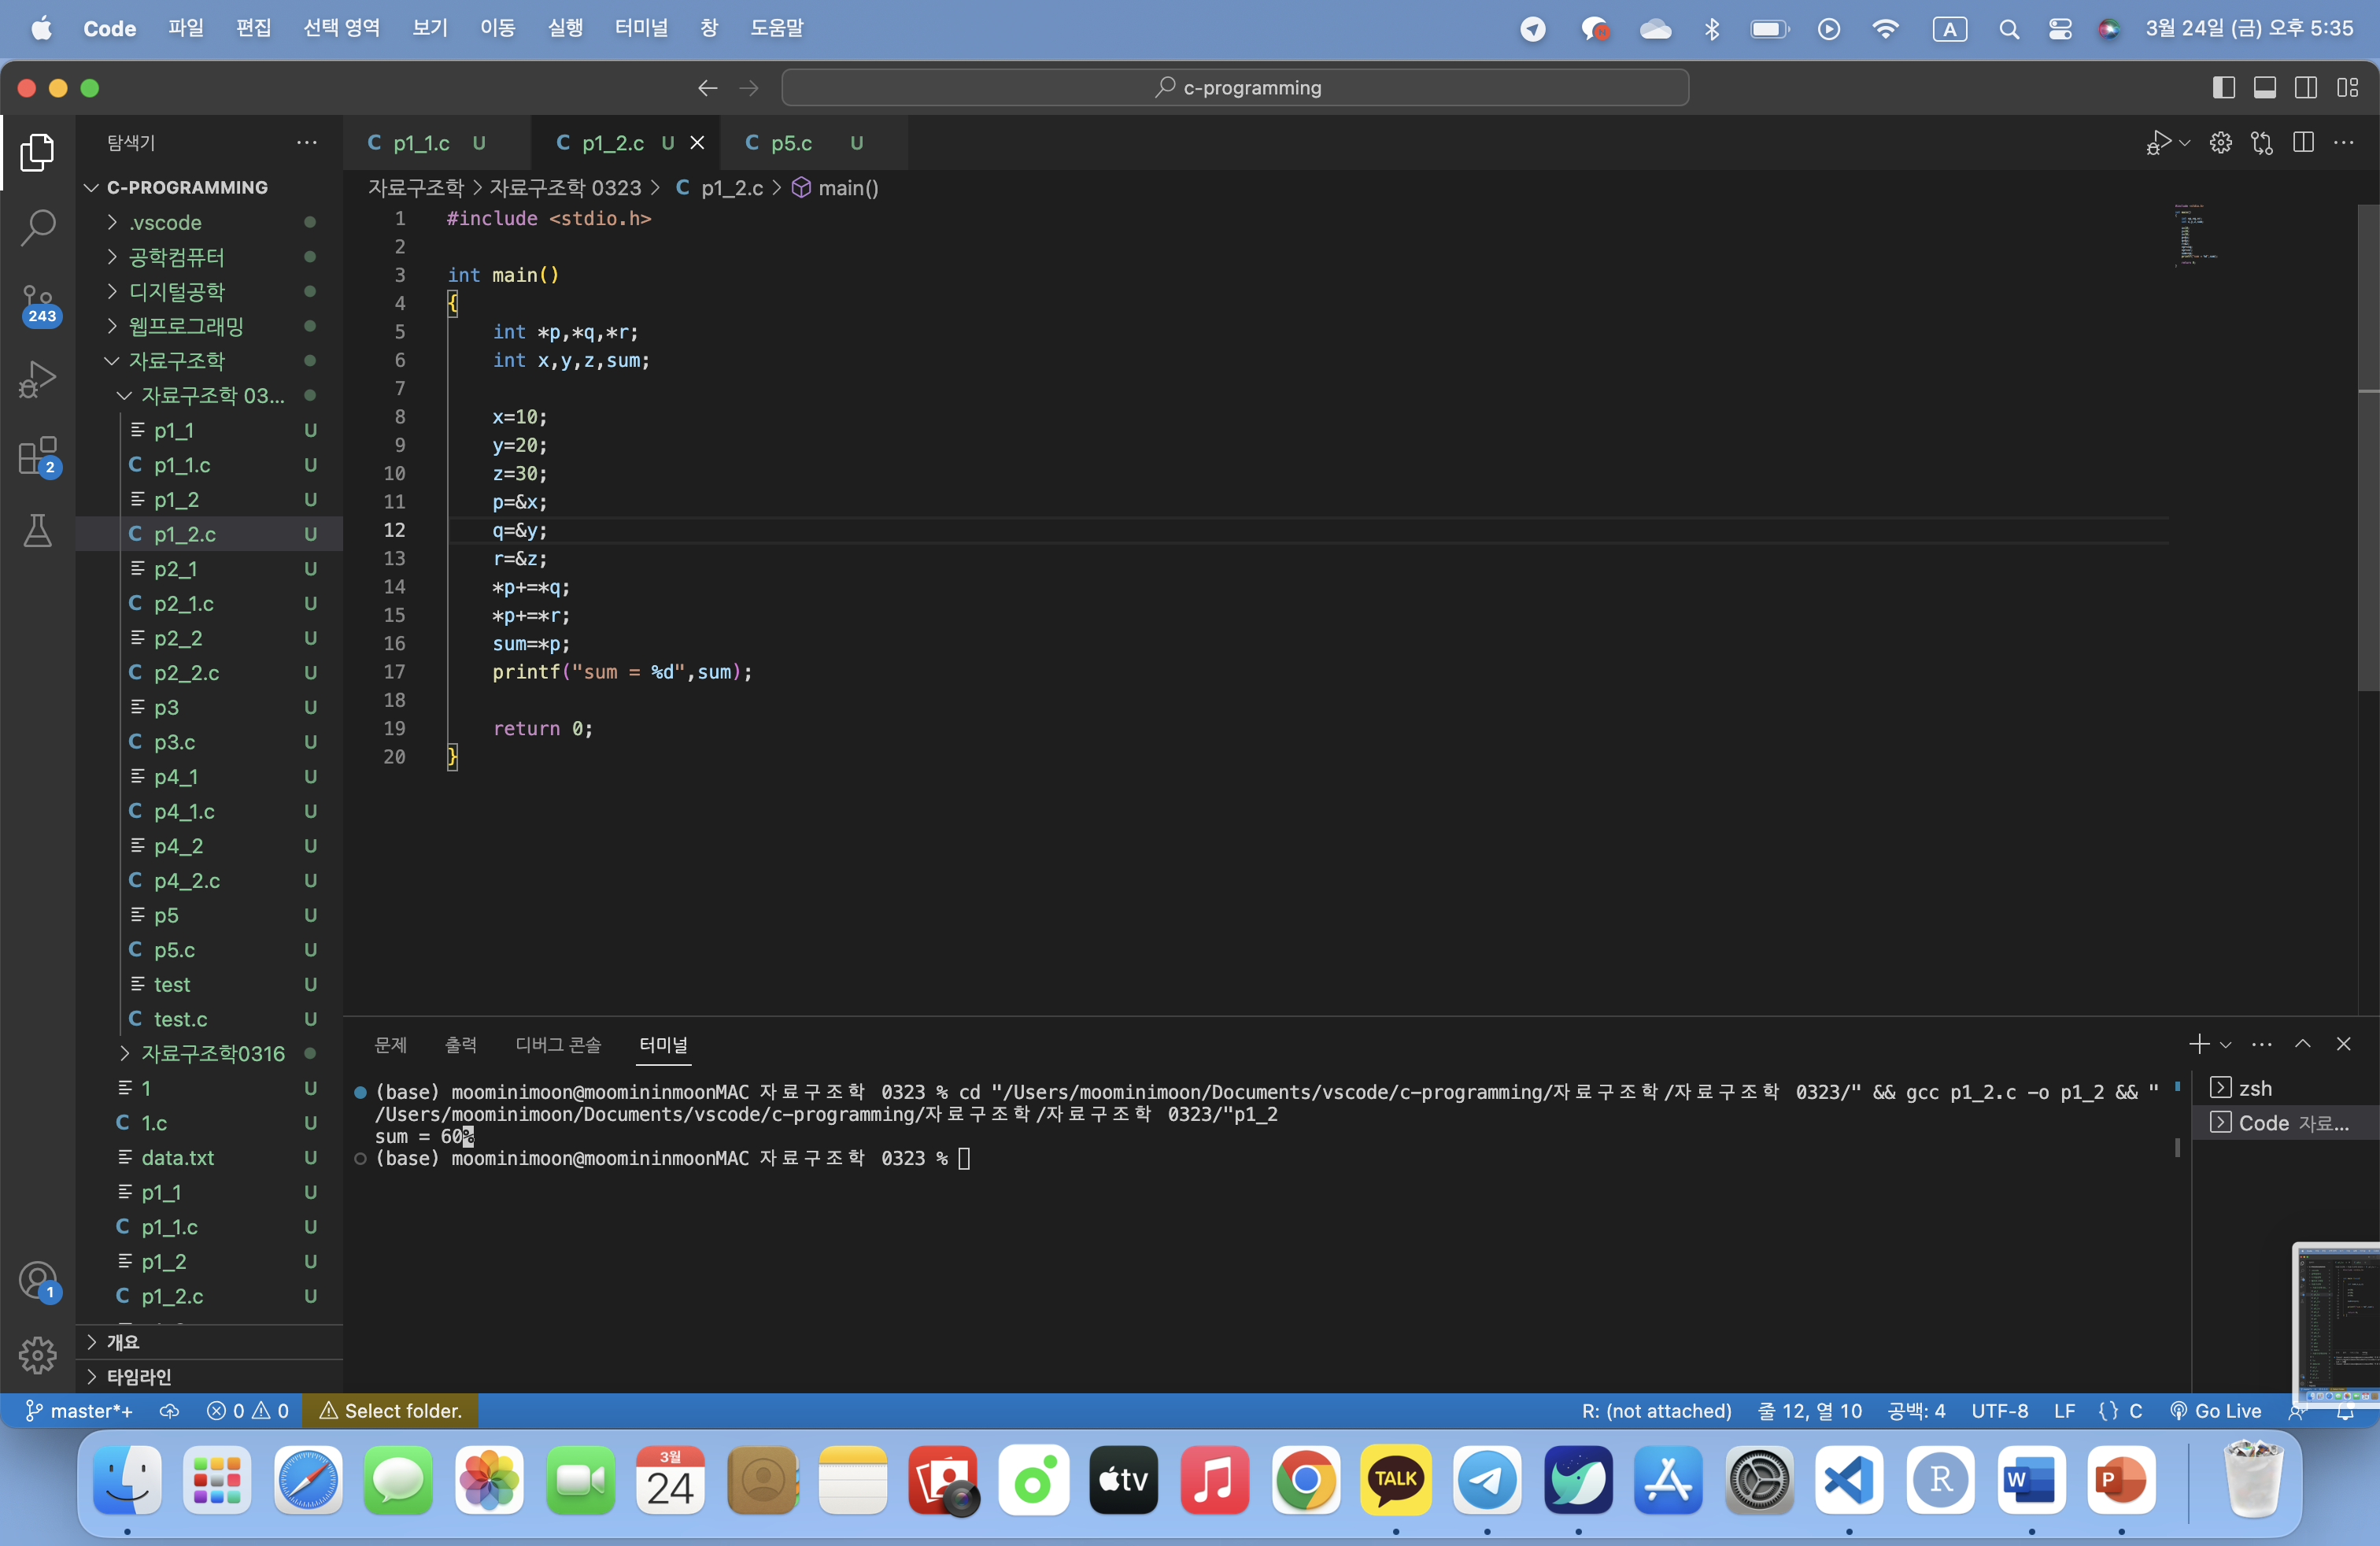 Code 파일 편집 선택 영역 보기 이동 실행 터미널 창 도움말 A 3월 24일 (금) 오후 5:35
c-programming
탐색기
C p1_1.c U C p1_2.c U C p5.c U
C-PROGRAMMING
자료구조학 > 자료구조학 0323 > C p1_2.c > main()
.vscode
공학컴퓨터
디지털공학
243
웹프로그래밍
자료구조학
자료구조학 03...
p1_1 U
C p1_1.c U
2
p1_2 U
C p1_2.c U
p2_1 U
C p2_1.c U
p2_2 U
C p2_2.c U
p3 U
C p3.c U
p4_1 U
C p4_1.c U
p4_2 U
C p4_2.c U
p5 U
C p5.c U
test U
C test.c U
자료구조학0316
1 U
C 1.c U
data.txt U
p1_1 U
C p1_1.c U
p1_2 U
1
C p1_2.c U
개요
타임라인
1 #include <stdio.h>
2
3 int main()
4 {
5 int *p,*q,*r;
6 int x,y,z,sum;
7
8 x=10;
9 y=20;
10 z=30;
11 p=&x;
12 q=&y;
13 r=&z;
14 *p+=*q;
15 *p+=*r;
16 sum=*p;
17 printf("sum = %d",sum);
18
19 return 0;
20 }
문제 출력 디버그 콘솔 터미널
(base) moominimoon@moomininmoonMAC 자료구조학 0323 % cd "/Users/moominimoon/Documents/vscode/c-programming/자료구조학/자료구조학 0323/" && gcc p1_2.c -o p1_2 && "
/Users/moominimoon/Documents/vscode/c-programming/자료구조학/자료구조학 0323/"p1_2
sum = 60%
(base) moominimoon@moomininmoonMAC 자료구조학 0323 %
zsh
Code 자료...
master*+ 0 0 Select folder. R: (not attached) 줄 12, 열 10 공백: 4 UTF-8 LF {} C Go Live
3월
24
tv
TALK
R
W
P